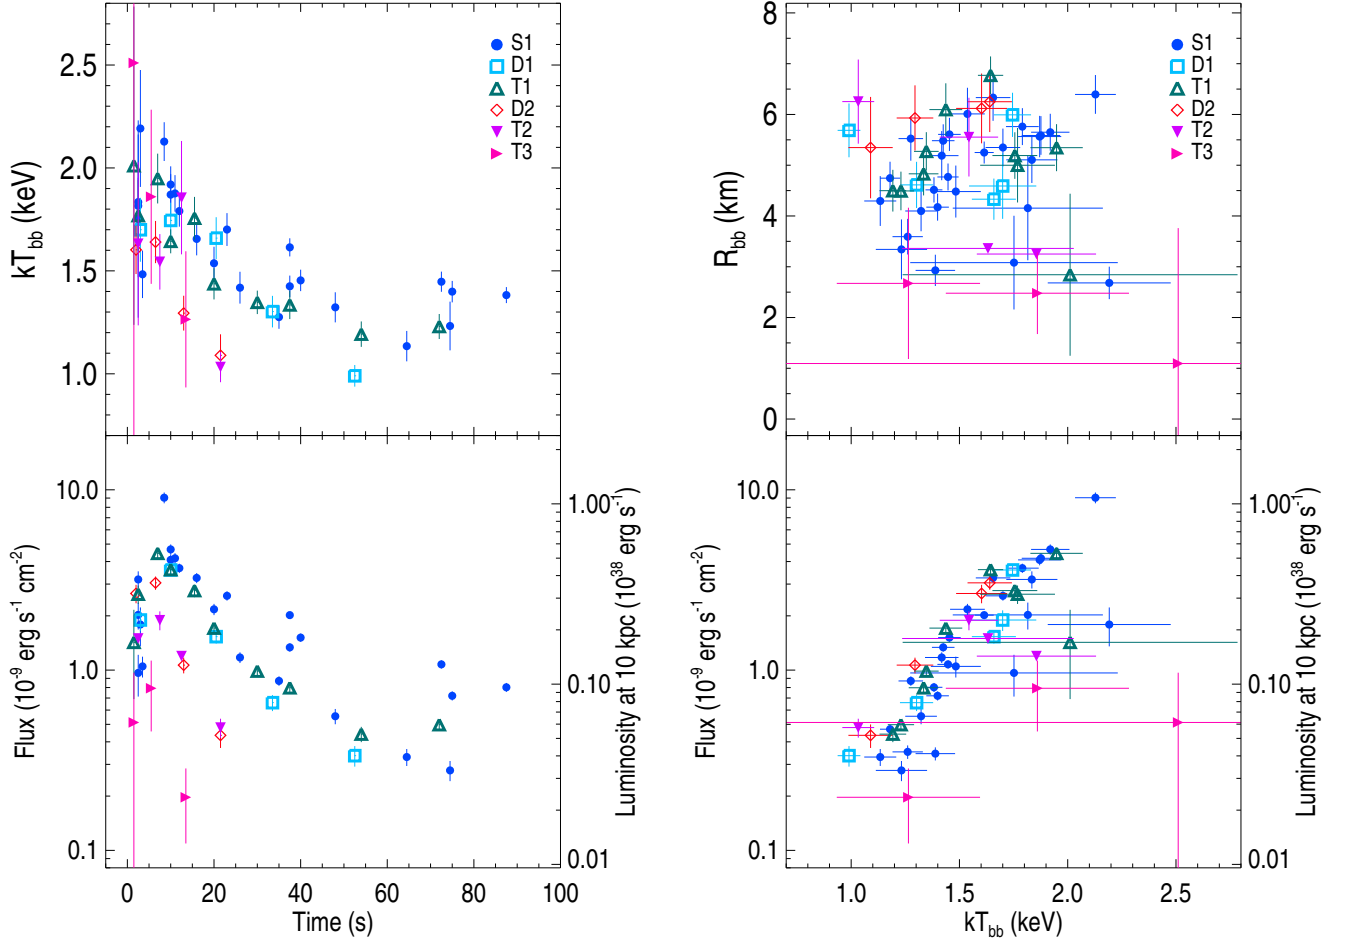 2.5
2.0
1.5
1.0
kT_bb (keV)
S1
D1
T1
D2
T2
T3
8
6
4
2
0
R_bb (km)
S1
D1
T1
D2
T2
T3
10.0
1.0
0.1
Flux (10⁻⁹ erg s⁻¹ cm⁻²)
1.00
0.10
0.01
Luminosity at 10 kpc (10³⁸ erg s⁻¹)
0 20 40 60 80 100
Time (s)
10.0
1.0
0.1
Flux (10⁻⁹ erg s⁻¹ cm⁻²)
1.00
0.10
0.01
Luminosity at 10 kpc (10³⁸ erg s⁻¹)
1.0 1.5 2.0 2.5
kT_bb (keV)